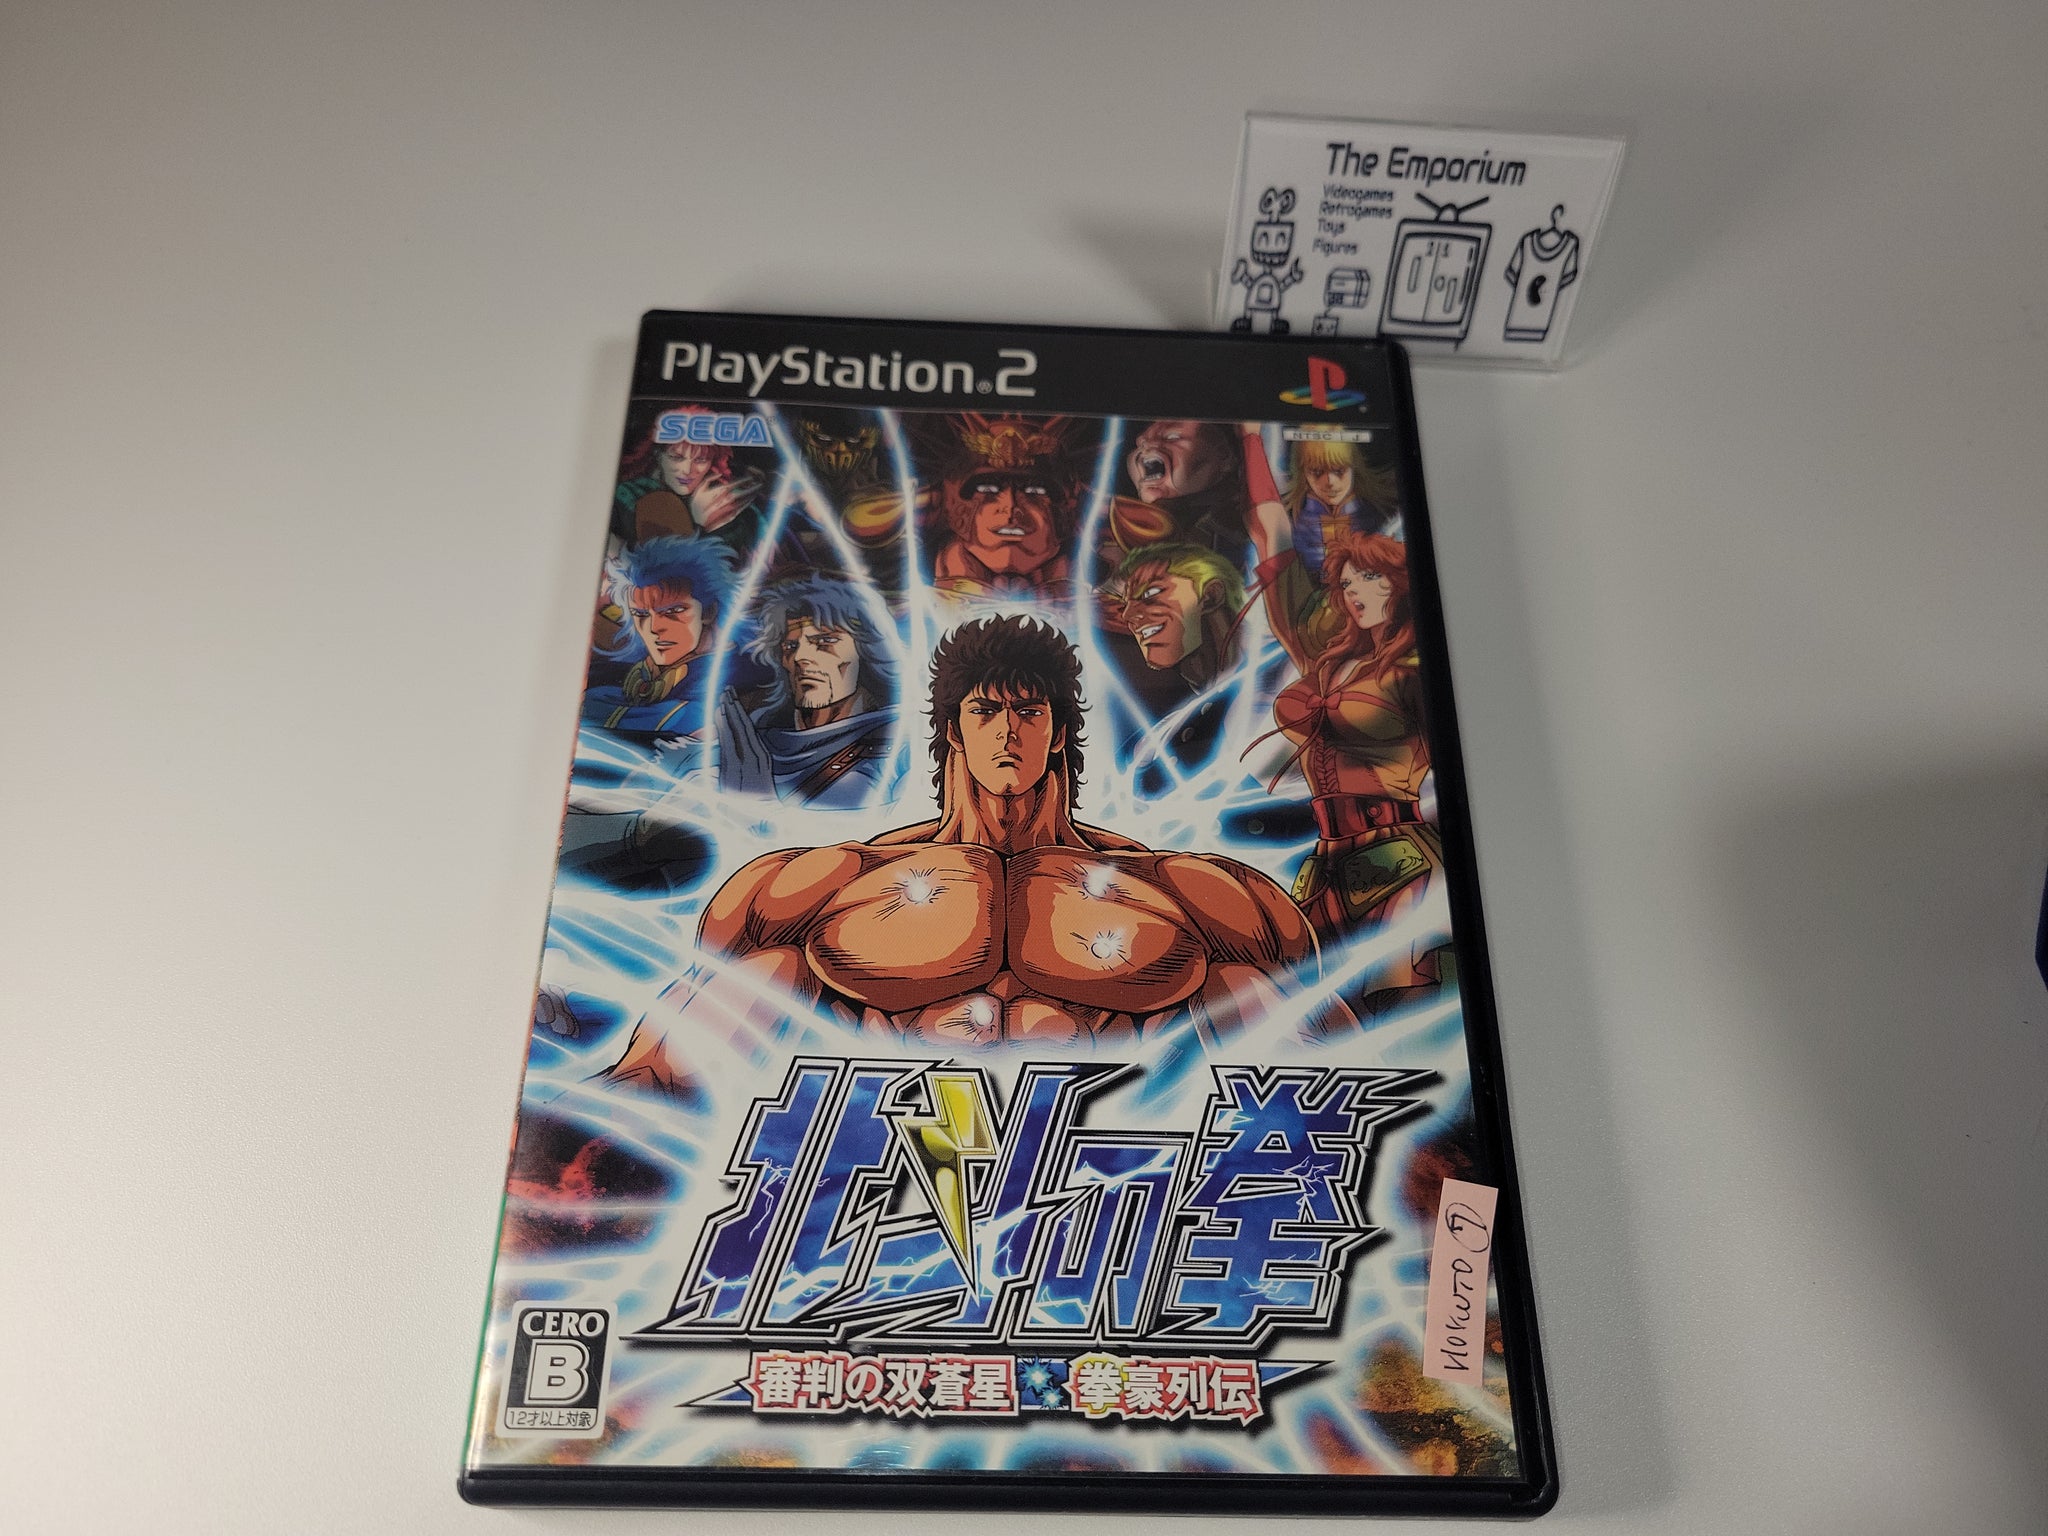 The Emporium
Videogames
Retrogames
Toys
Figures
PlayStation®2
SEGA
NTSC J
北斗の拳
審判の双蒼星 拳豪列伝
HOKUTO
CERO
B
12才以上対象